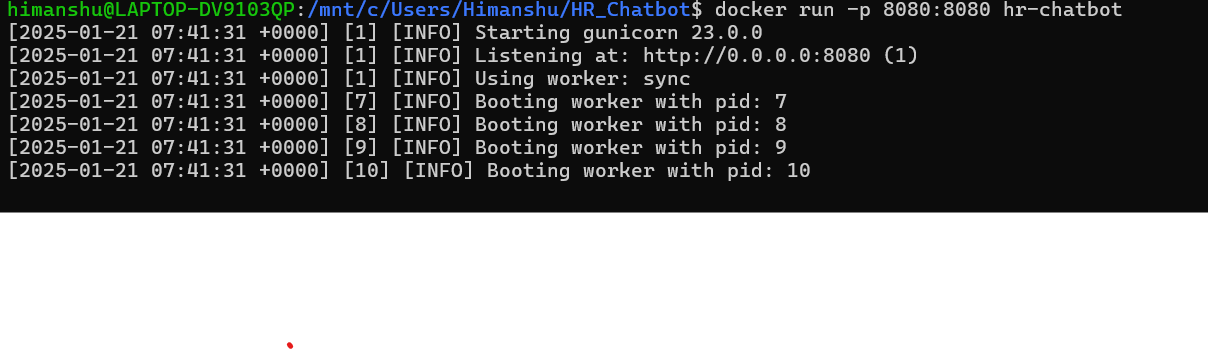 himanshu@LAPTOP-DV9103QP:/mnt/c/Users/Himanshu/HR_Chatbot$ docker run -p 8080:8080 hr-chatbot
[2025-01-21 07:41:31 +0000] [1] [INFO] Starting gunicorn 23.0.0
[2025-01-21 07:41:31 +0000] [1] [INFO] Listening at: http://0.0.0.0:8080 (1)
[2025-01-21 07:41:31 +0000] [1] [INFO] Using worker: sync
[2025-01-21 07:41:31 +0000] [7] [INFO] Booting worker with pid: 7
[2025-01-21 07:41:31 +0000] [8] [INFO] Booting worker with pid: 8
[2025-01-21 07:41:31 +0000] [9] [INFO] Booting worker with pid: 9
[2025-01-21 07:41:31 +0000] [10] [INFO] Booting worker with pid: 10